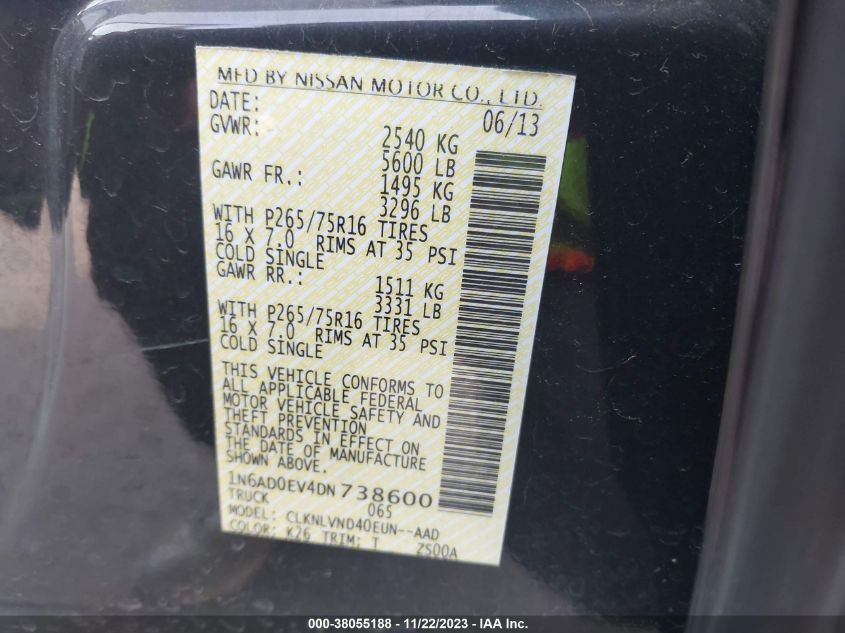 MFD BY NISSAN MOTOR CO., LTD.
DATE: 06/13
GVWR: 2540 KG
5600 LB
GAWR FR.: 1495 KG
3296 LB
WITH P265/75R16 TIRES
16 X 7.0 RIMS AT 35 PSI
COLD SINGLE
GAWR RR.: 1511 KG
3331 LB
WITH P265/75R16 TIRES
16 X 7.0 RIMS AT 35 PSI
COLD SINGLE
THIS VEHICLE CONFORMS TO
ALL APPLICABLE FEDERAL
MOTOR VEHICLE SAFETY AND
THEFT PREVENTION
STANDARDS IN EFFECT ON
THE DATE OF MANUFACTURE
SHOWN ABOVE.
1N6AD0EV4DN738600
TRUCK 065
MODEL: CLKNLVND40EUN--AAD
COLOR: K26 TRIM: T ZS00A
000-38055188 - 11/22/2023 - IAA Inc.